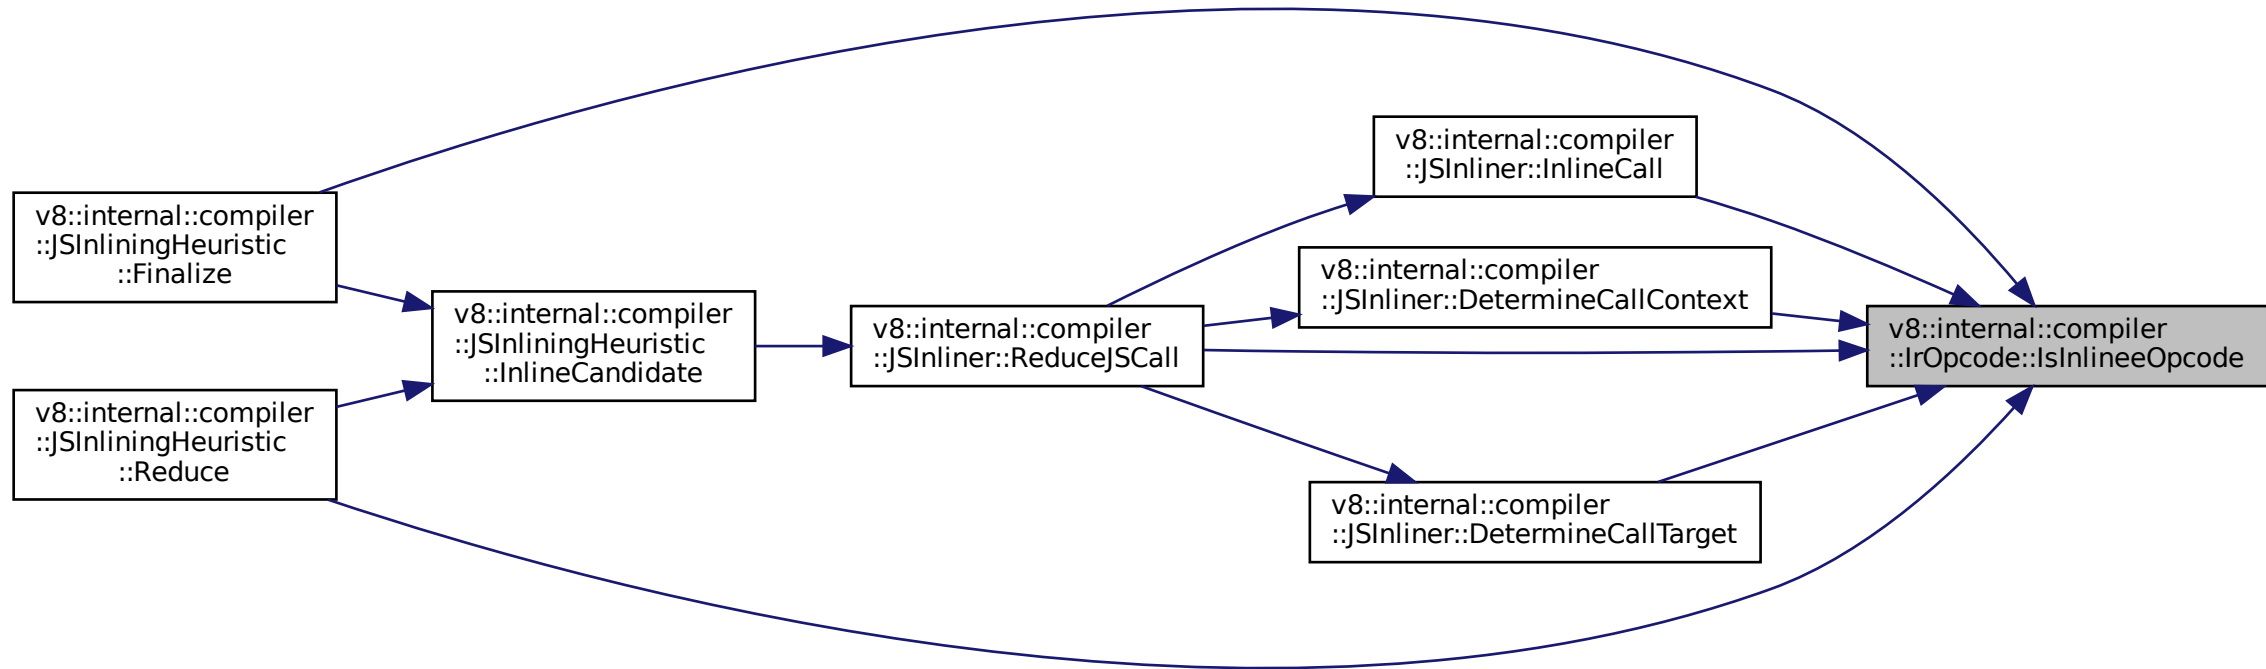 v8::internal::compiler
::JSInliningHeuristic
::Finalize
v8::internal::compiler
::JSInliningHeuristic
::Reduce
v8::internal::compiler
::JSInliningHeuristic
::InlineCandidate
v8::internal::compiler
::JSInliner::ReduceJSCall
v8::internal::compiler
::JSInliner::InlineCall
v8::internal::compiler
::JSInliner::DetermineCallContext
v8::internal::compiler
::JSInliner::DetermineCallTarget
v8::internal::compiler
::IrOpcode::IsInlineeOpcode